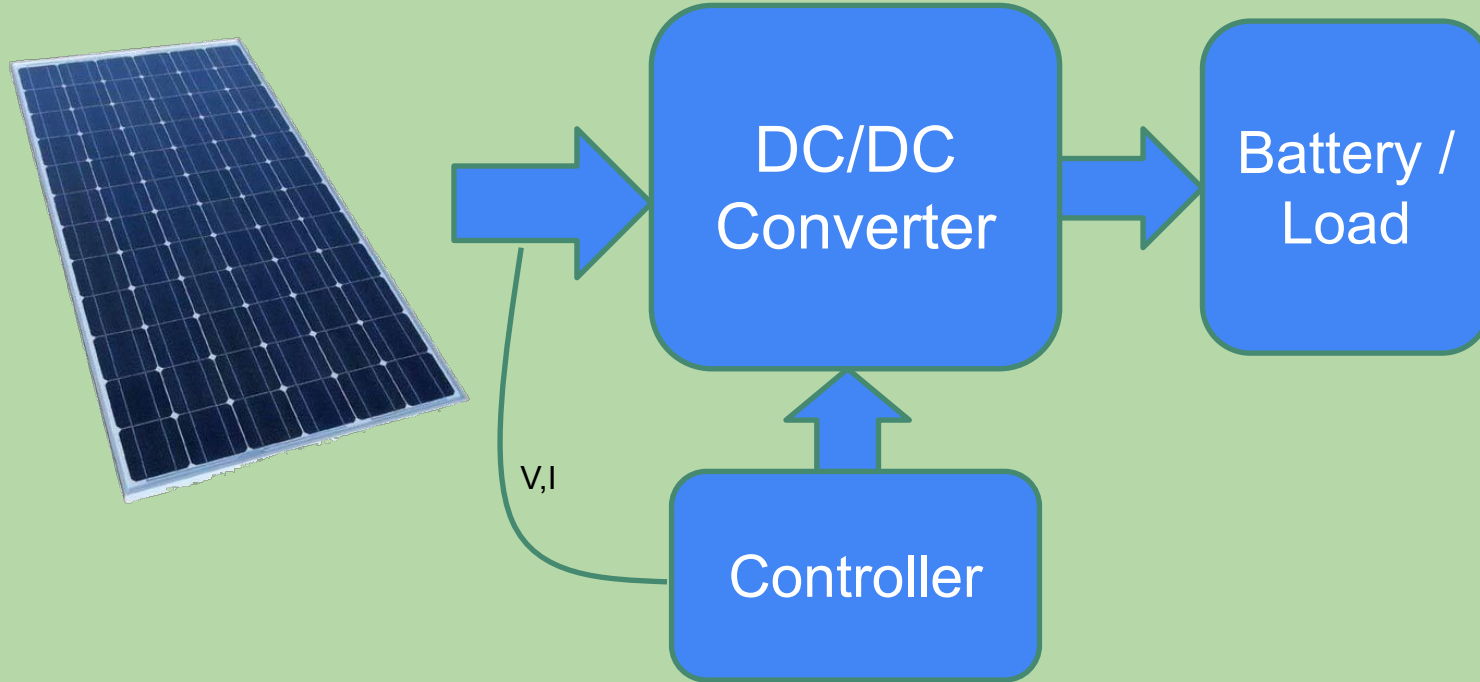 DC/DC
Converter
Battery /
Load
V,I
Controller